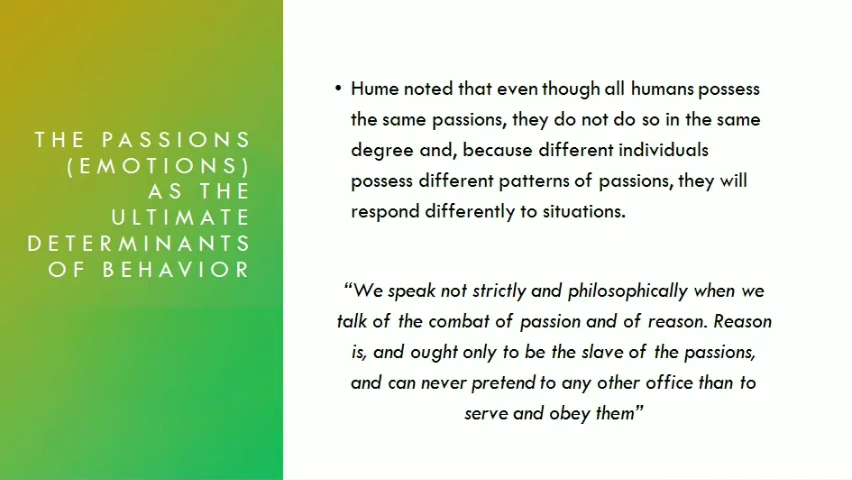 THE PASSIONS
(EMOTIONS)
AS THE
ULTIMATE
DETERMINANTS
OF BEHAVIOR
• Hume noted that even though all humans possess
the same passions, they do not do so in the same
degree and, because different individuals
possess different patterns of passions, they will
respond differently to situations.
“We speak not strictly and philosophically when we
talk of the combat of passion and of reason. Reason
is, and ought only to be the slave of the passions,
and can never pretend to any other office than to
serve and obey them”